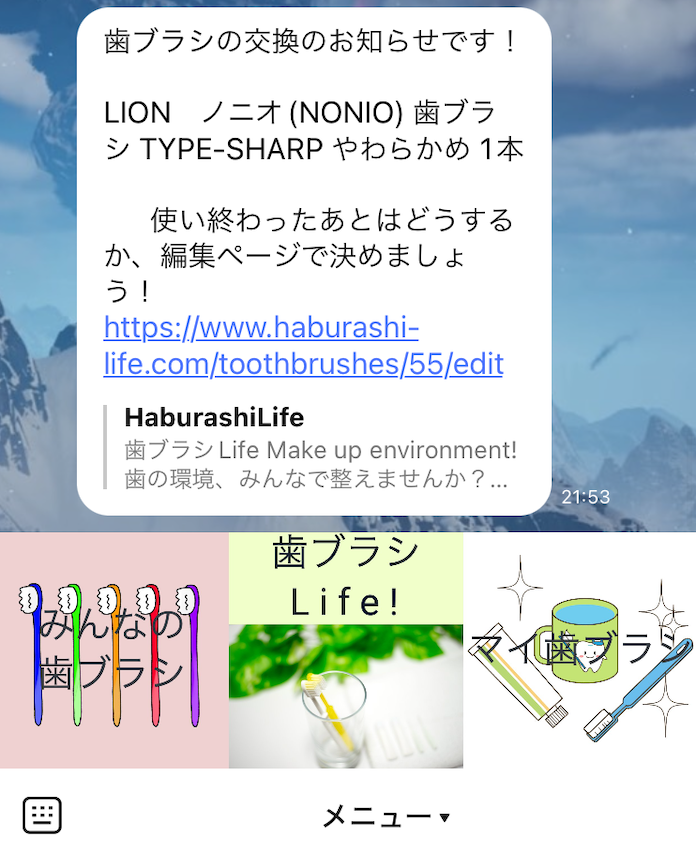 歯ブラシの交換のお知らせです！
LION　ノニオ(NONIO) 歯ブラ
シ TYPE-SHARP やわらかめ 1本
使い終わったあとはどうする
か、編集ページで決めましょ
う！
https://www.haburashi-
life.com/toothbrushes/55/edit
HaburashiLife
歯ブラシLife Make up environment!
歯の環境、みんなで整えませんか？...
21:53
みんなの
歯ブラシ
歯ブラシ
Life!
マイ歯ブラシ
メニュー▼